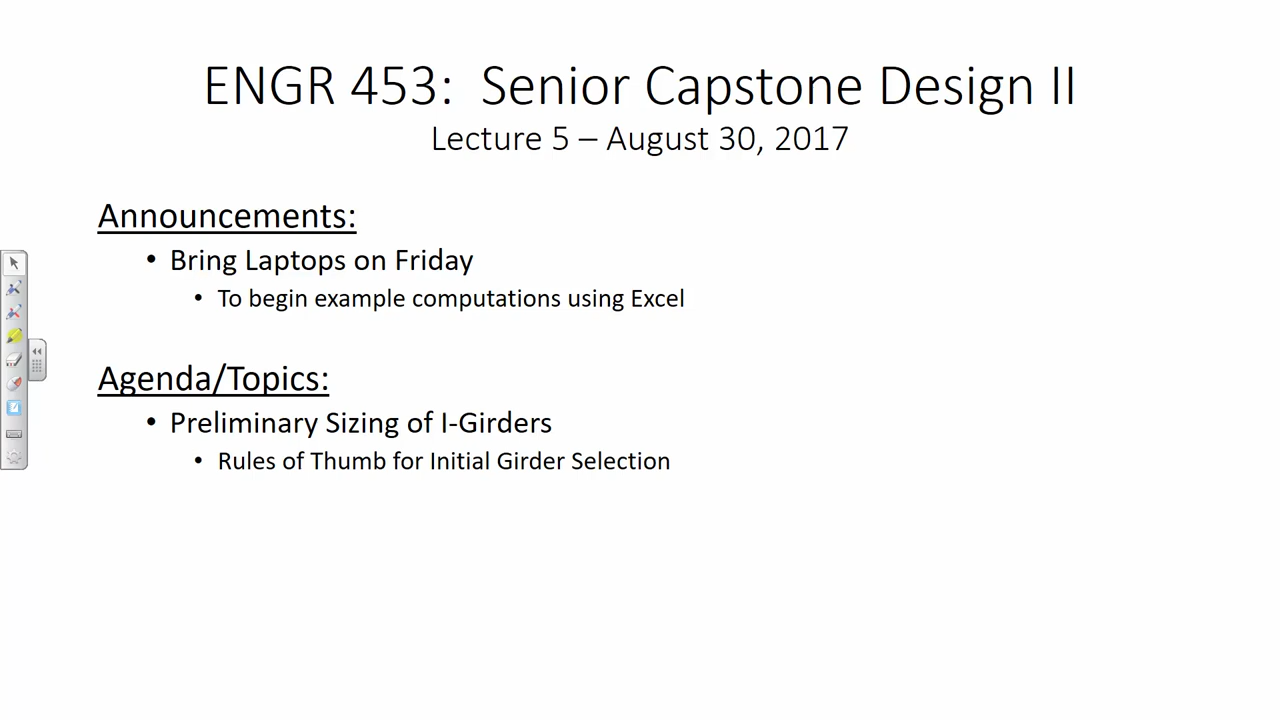 ENGR 453:  Senior Capstone Design II
Lecture 5 – August 30, 2017
Announcements:
• Bring Laptops on Friday
• To begin example computations using Excel
Agenda/Topics:
• Preliminary Sizing of I-Girders
• Rules of Thumb for Initial Girder Selection